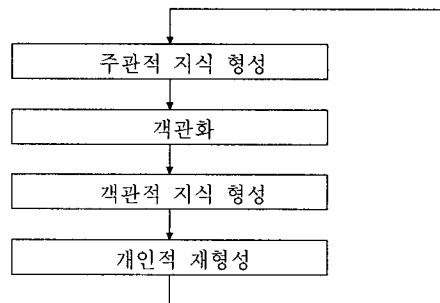 주관적 지식 형성
객관화
객관적 지식 형성
개인적 재형성